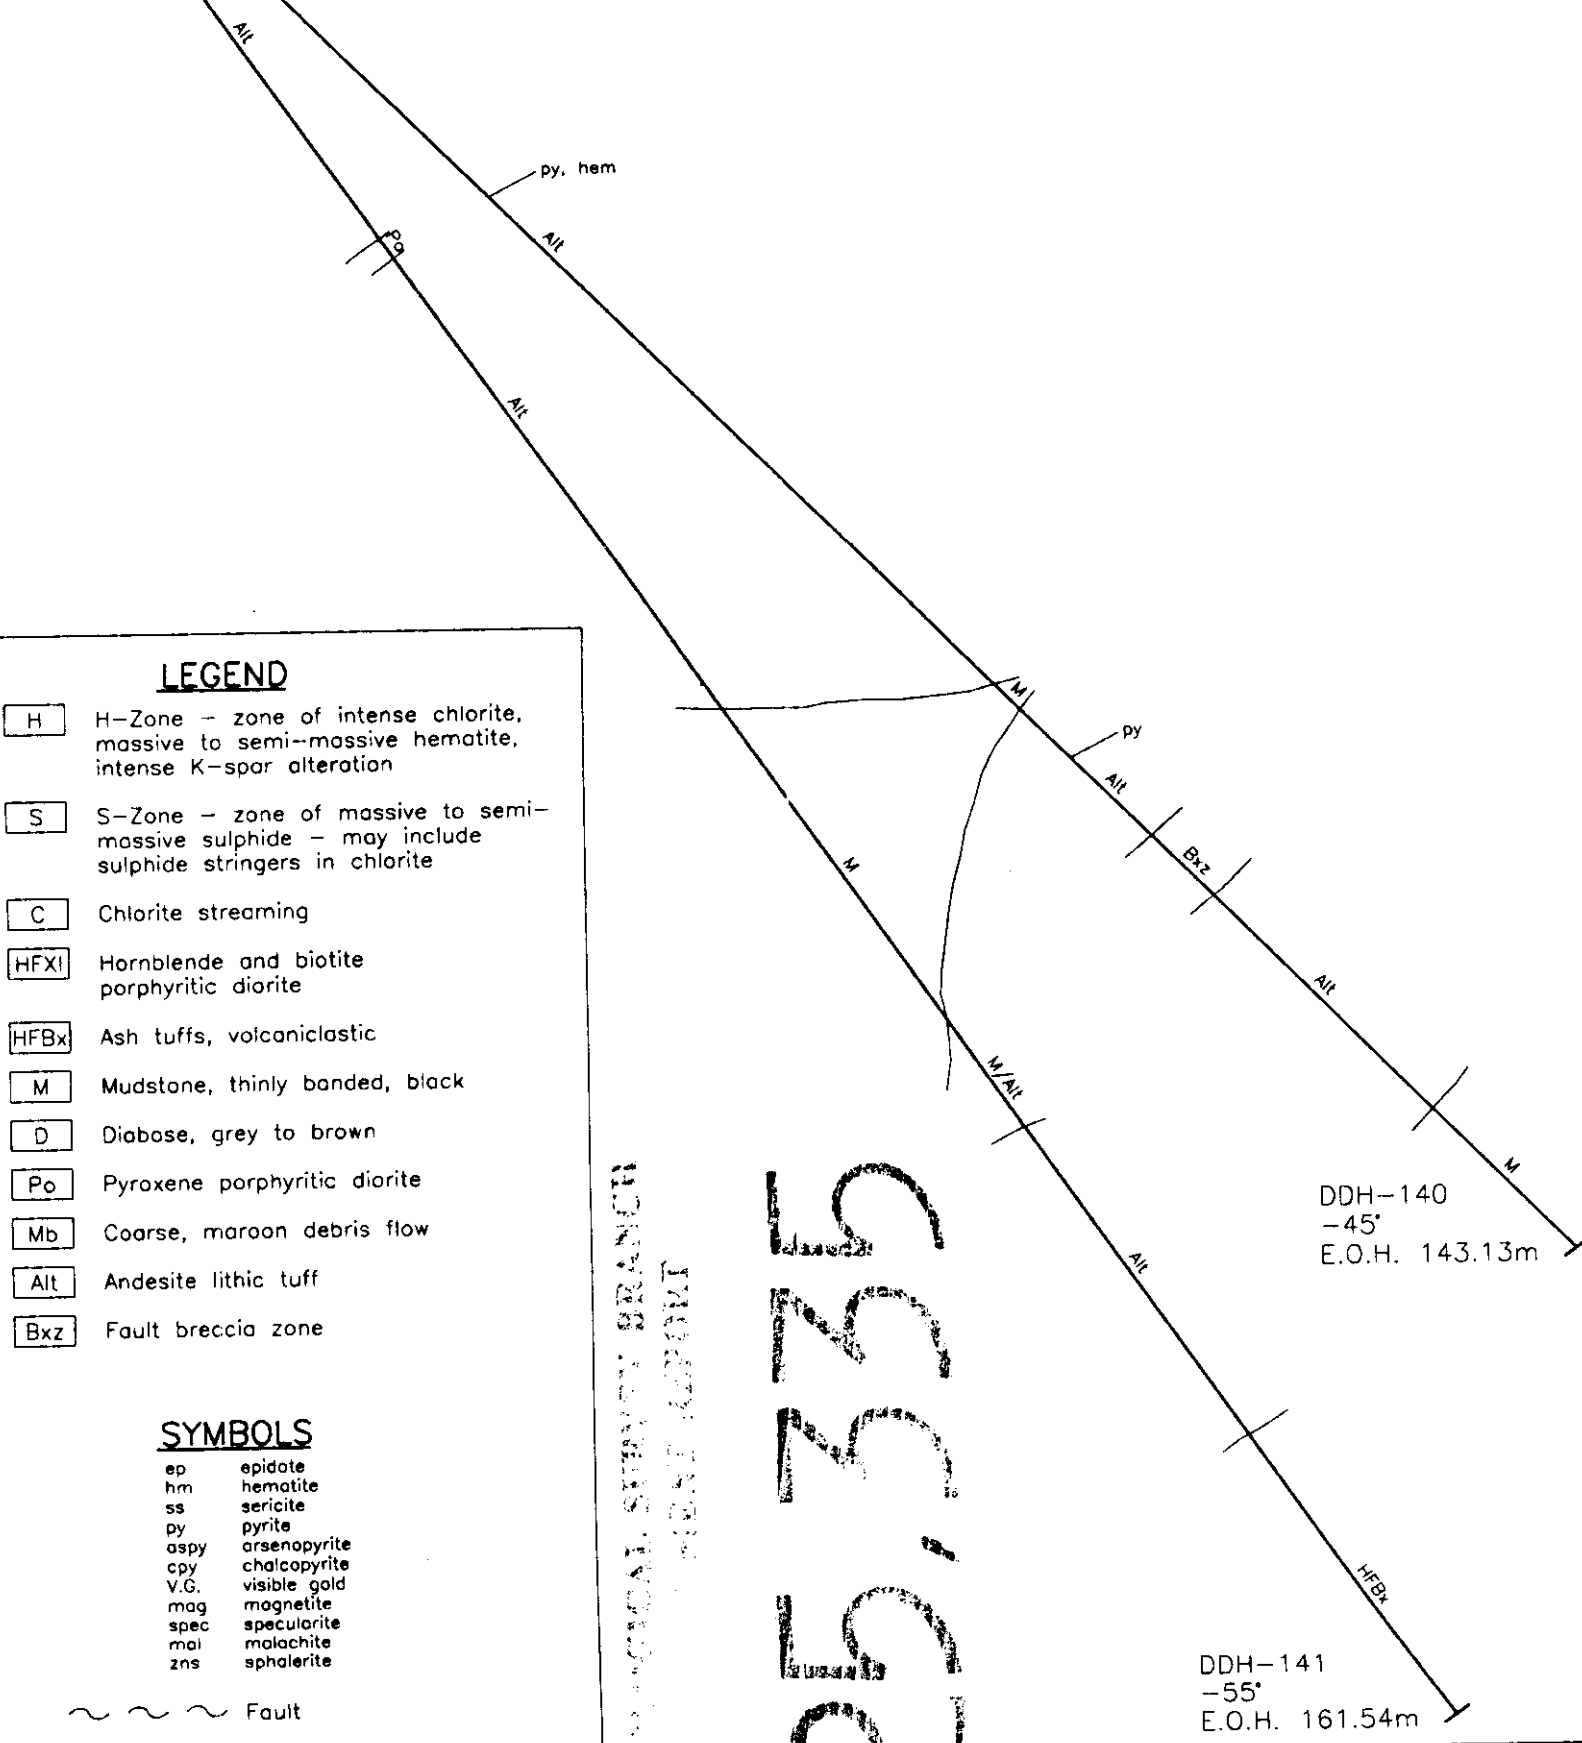 Alt
py, hem
Alt
Po
Alt
M
py
Alt
Bxz
M
Alt
M/Alt
M
DDH-140
-45°
E.O.H. 143.13m
Alt
HFBx
DDH-141
-55°
E.O.H. 161.54m
LEGEND
H H-Zone - zone of intense chlorite,
massive to semi-massive hematite,
intense K-spar alteration
S S-Zone - zone of massive to semi-
massive sulphide - may include
sulphide stringers in chlorite
C Chlorite streaming
HFXI Hornblende and biotite
porphyritic diorite
HFBx Ash tuffs, volcaniclastic
M Mudstone, thinly banded, black
D Diabase, grey to brown
Po Pyroxene porphyritic diorite
Mb Coarse, maroon debris flow
Alt Andesite lithic tuff
Bxz Fault breccia zone
SYMBOLS
ep epidote
hm hematite
ss sericite
py pyrite
aspy arsenopyrite
cpy chalcopyrite
V.G. visible gold
mag magnetite
spec specularite
mal malachite
zns sphalerite
Fault
BRANCH
5,335